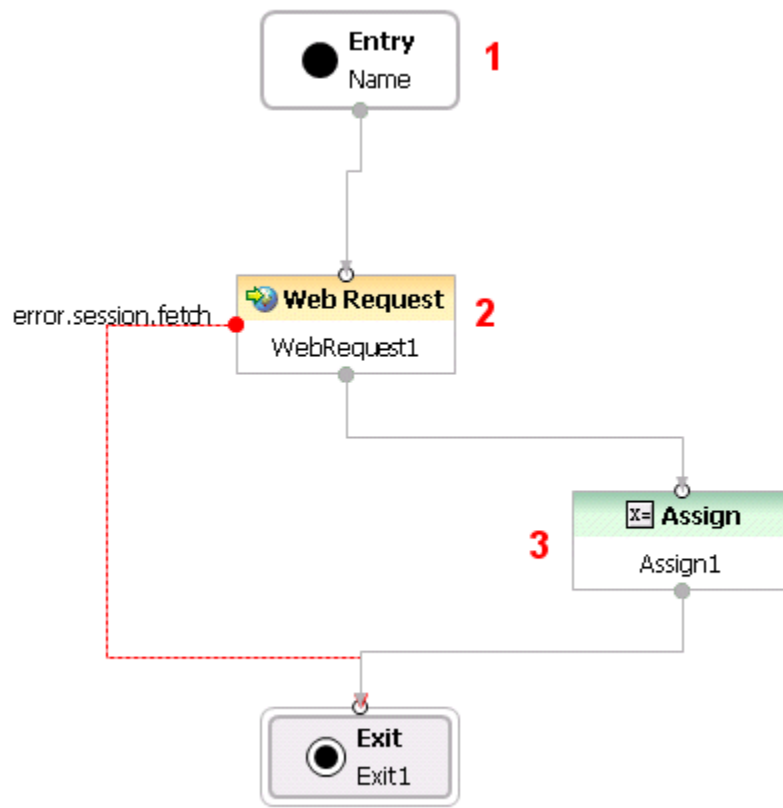 Entry
Name
1
error.session.fetch
Web Request
WebRequest1
2
X= Assign
Assign1
3
Exit
Exit1